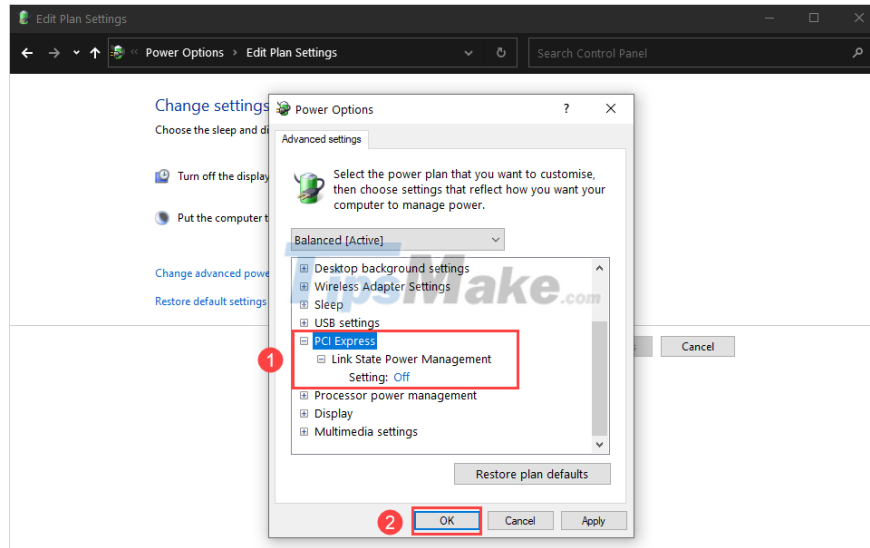 Edit Plan Settings
Power Options > Edit Plan Settings
Search Control Panel
Change settings
Choose the sleep and di
Turn off the display
Put the computer t
Change advanced powe
Restore default settings
Cancel
Power Options
?
Advanced settings
Select the power plan that you want to customise,
then choose settings that reflect how you want your
computer to manage power.
Balanced [Active]
Desktop background settings
Wireless Adapter Settings
Sleep
USB settings
PCI Express
Link State Power Management
Setting: Off
Processor power management
Display
Multimedia settings
1
TipsMake.com
Restore plan defaults
2
OK
Cancel
Apply